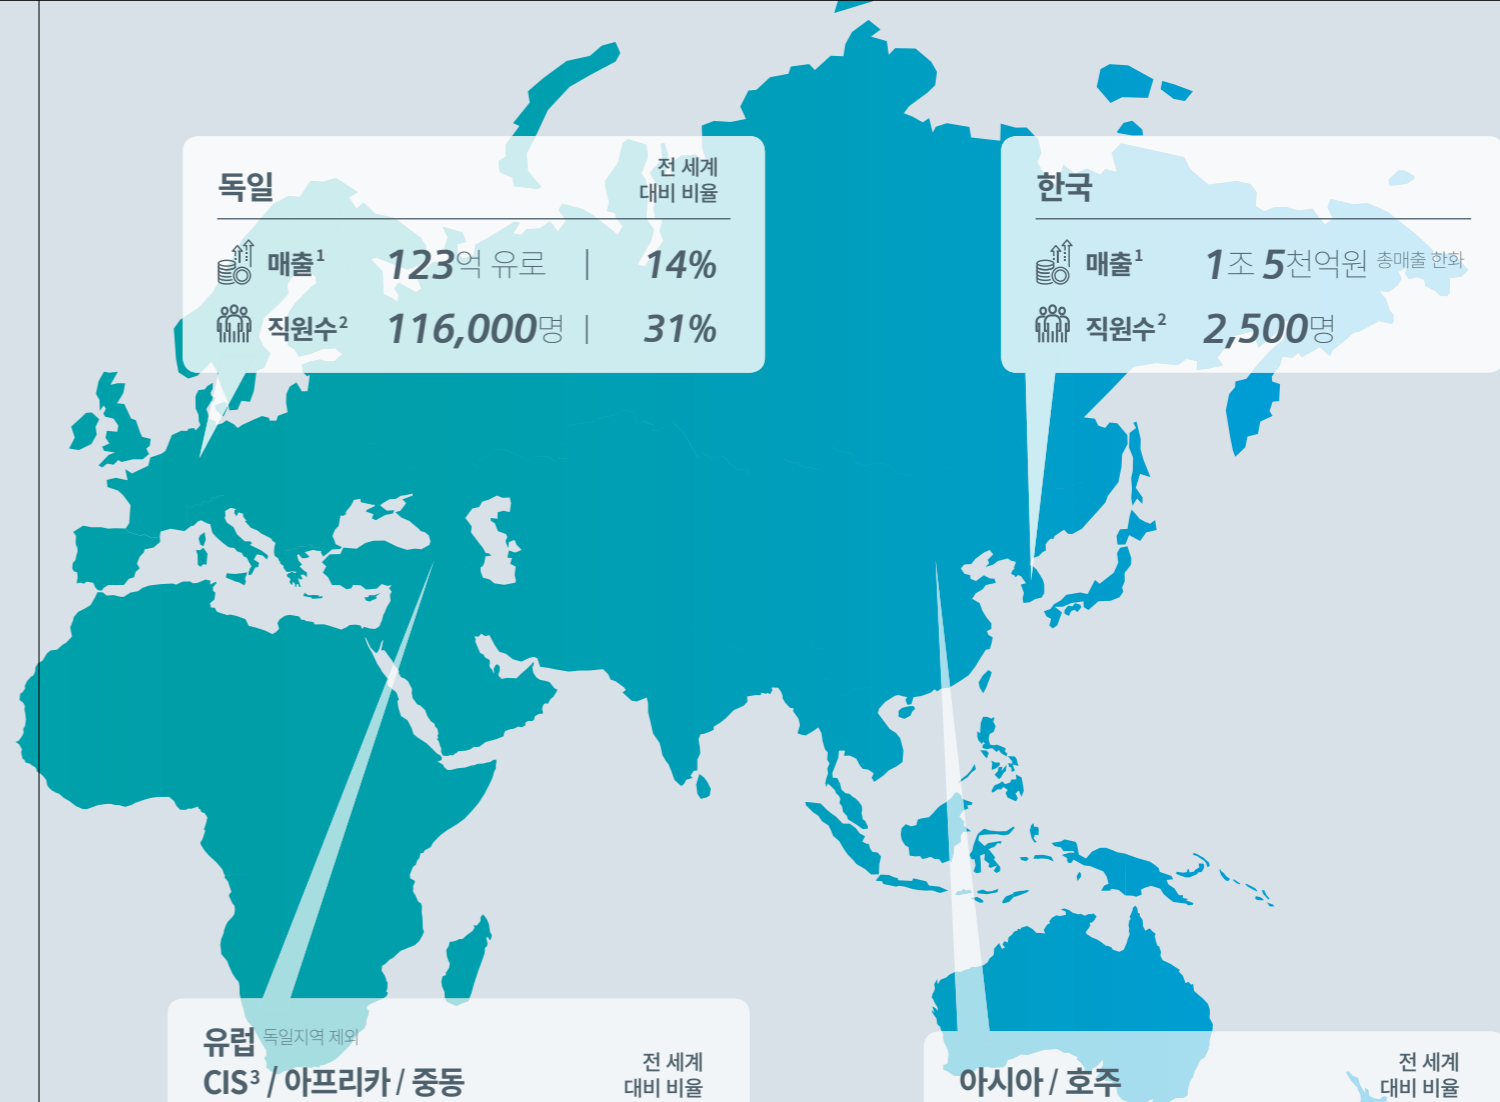 독일
전 세계
대비 비율
매출1 123억 유로 | 14%
직원수2 116,000명 | 31%
한국
매출1 1조 5천억원 총매출 한화
직원수2 2,500명
유럽 독일지역 제외
CIS3 / 아프리카 / 중동
전 세계
대비 비율
아시아 / 호주
전 세계
대비 비율